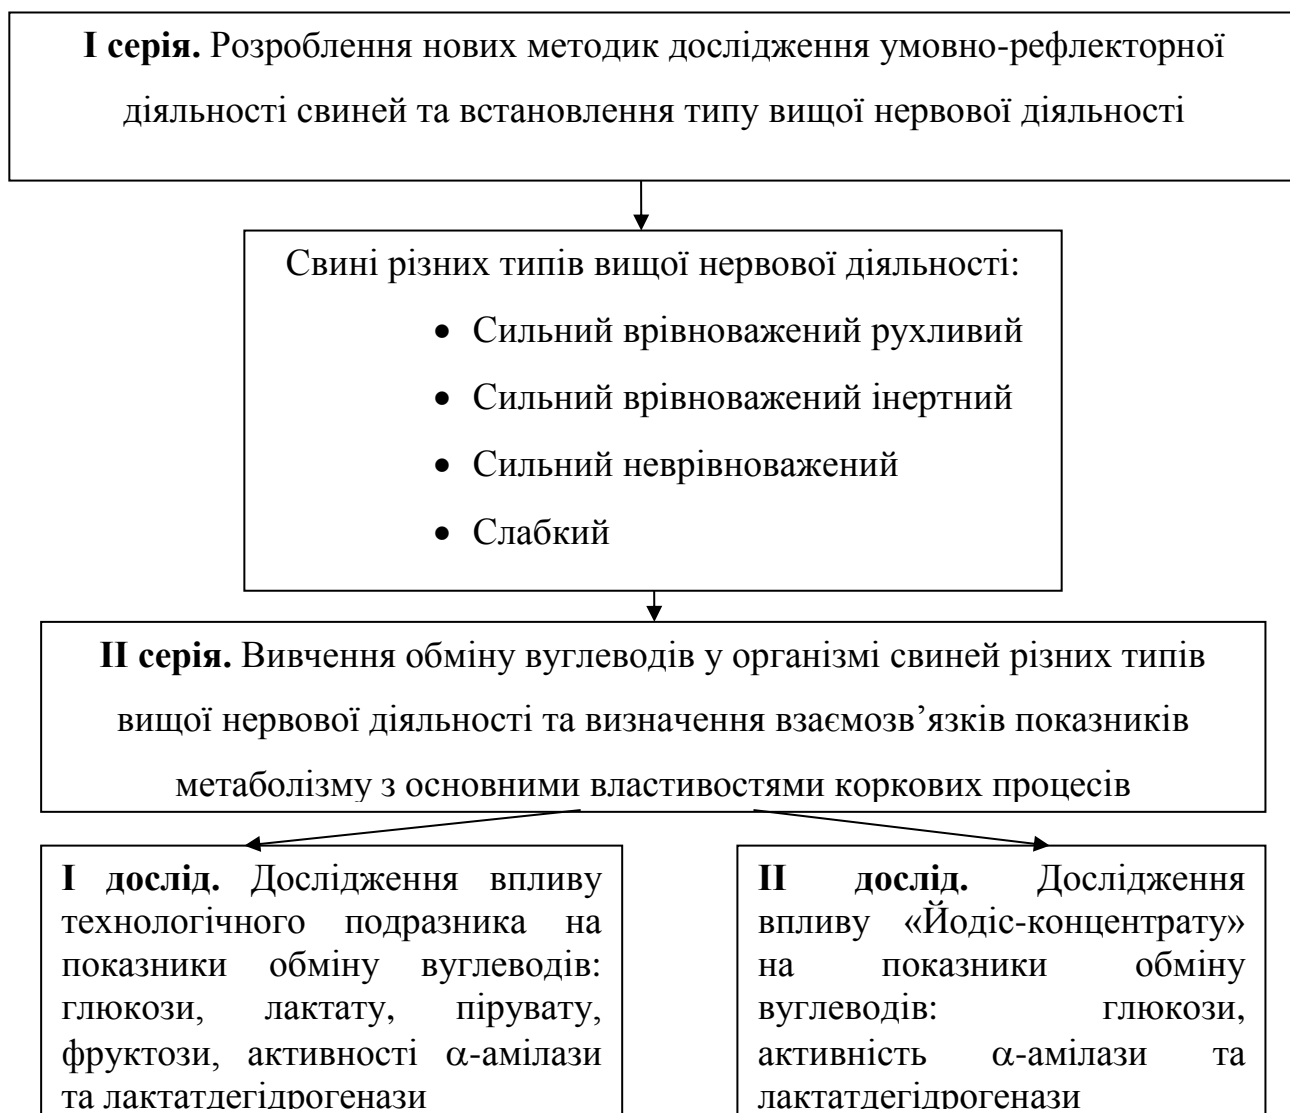 І серія. Розроблення нових методик дослідження умовно-рефлекторної
діяльності свиней та встановлення типу вищої нервової діяльності
Свині різних типів вищої нервової діяльності:
• Сильний врівноважений рухливий
• Сильний врівноважений інертний
• Сильний неврівноважений
• Слабкий
ІІ серія. Вивчення обміну вуглеводів у організмі свиней різних типів
вищої нервової діяльності та визначення взаємозв’язків показників
метаболізму з основними властивостями коркових процесів
І дослід. Дослідження впливу
технологічного подразника на
показники обміну вуглеводів:
глюкози, лактату, пірувату,
фруктози, активності α-амілази
та лактатдегідрогенази
ІІ дослід. Дослідження
впливу «Йодіс-концентрату»
на показники обміну
вуглеводів: глюкози,
активність α-амілази та
лактатдегідрогенази